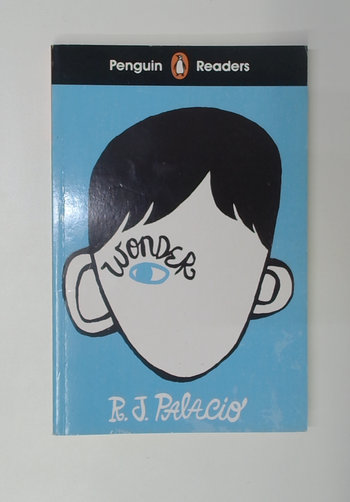 Penguin Readers
WONDER
R. J. PALACIO